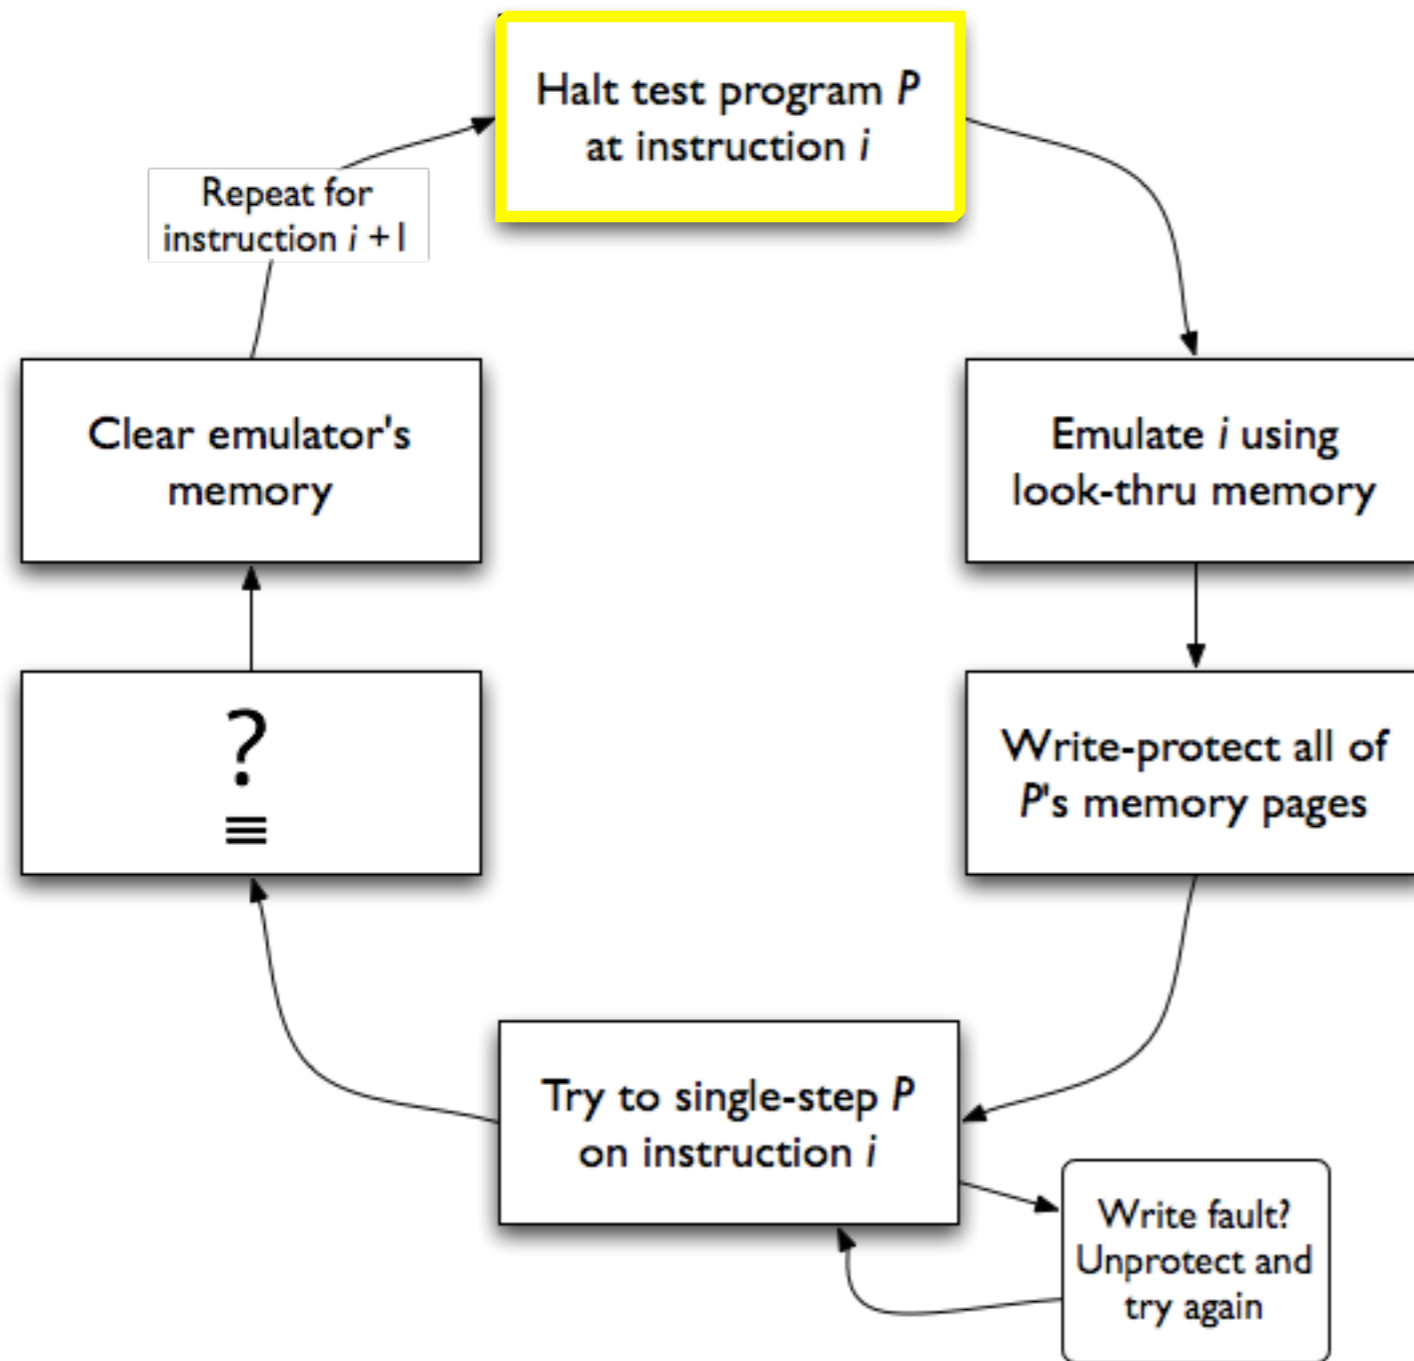 Halt test program P
at instruction i
Repeat for
instruction i +1
Clear emulator's
memory
Emulate i using
look-thru memory
?
≡
Write-protect all of
P's memory pages
Try to single-step P
on instruction i
Write fault?
Unprotect and
try again